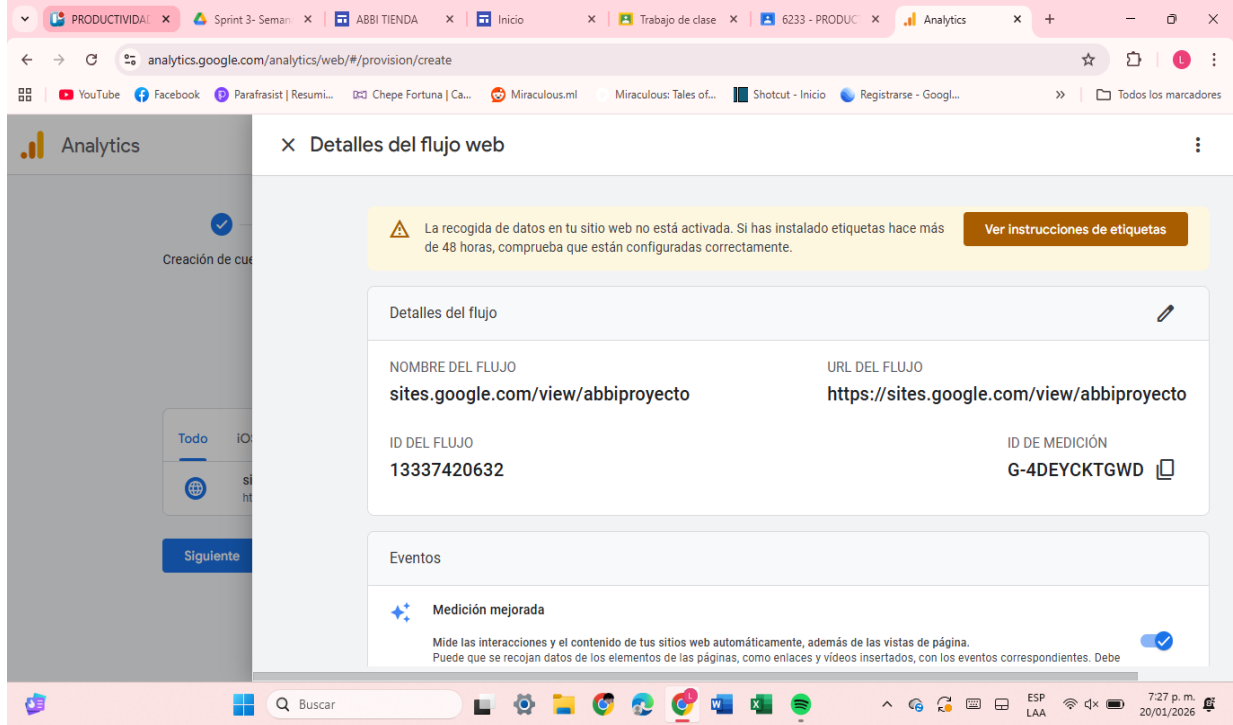 PRODUCTIVIDA
Sprint 3- Seman
ABBI TIENDA
Inicio
Trabajo de clase
6233 - PRODUC
Analytics
analytics.google.com/analytics/web/#/provision/create
L
YouTube
Facebook
Parafrasist | Resumi...
Chepe Fortuna | Ca...
Miraculous.ml
Miraculous: Tales of...
Shotcut - Inicio
Registrarse - Googl...
Todos los marcadores
Analytics
Detalles del flujo web
La recogida de datos en tu sitio web no está activada. Si has instalado etiquetas hace más
de 48 horas, comprueba que están configuradas correctamente.
Ver instrucciones de etiquetas
Creación de cue
Detalles del flujo
NOMBRE DEL FLUJO
sites.google.com/view/abbiproyecto
URL DEL FLUJO
https://sites.google.com/view/abbiproyecto
ID DEL FLUJO
13337420632
ID DE MEDICIÓN
G-4DEYCKTGWD
Todo
iO
si
ht
Siguiente
Eventos
Medición mejorada
Mide las interacciones y el contenido de tus sitios web automáticamente, además de las vistas de página.
Puede que se recojan datos de los elementos de las páginas, como enlaces y vídeos insertados, con los eventos correspondientes. Debe
Buscar
ESP
LAA
7:27 p. m.
20/01/2026